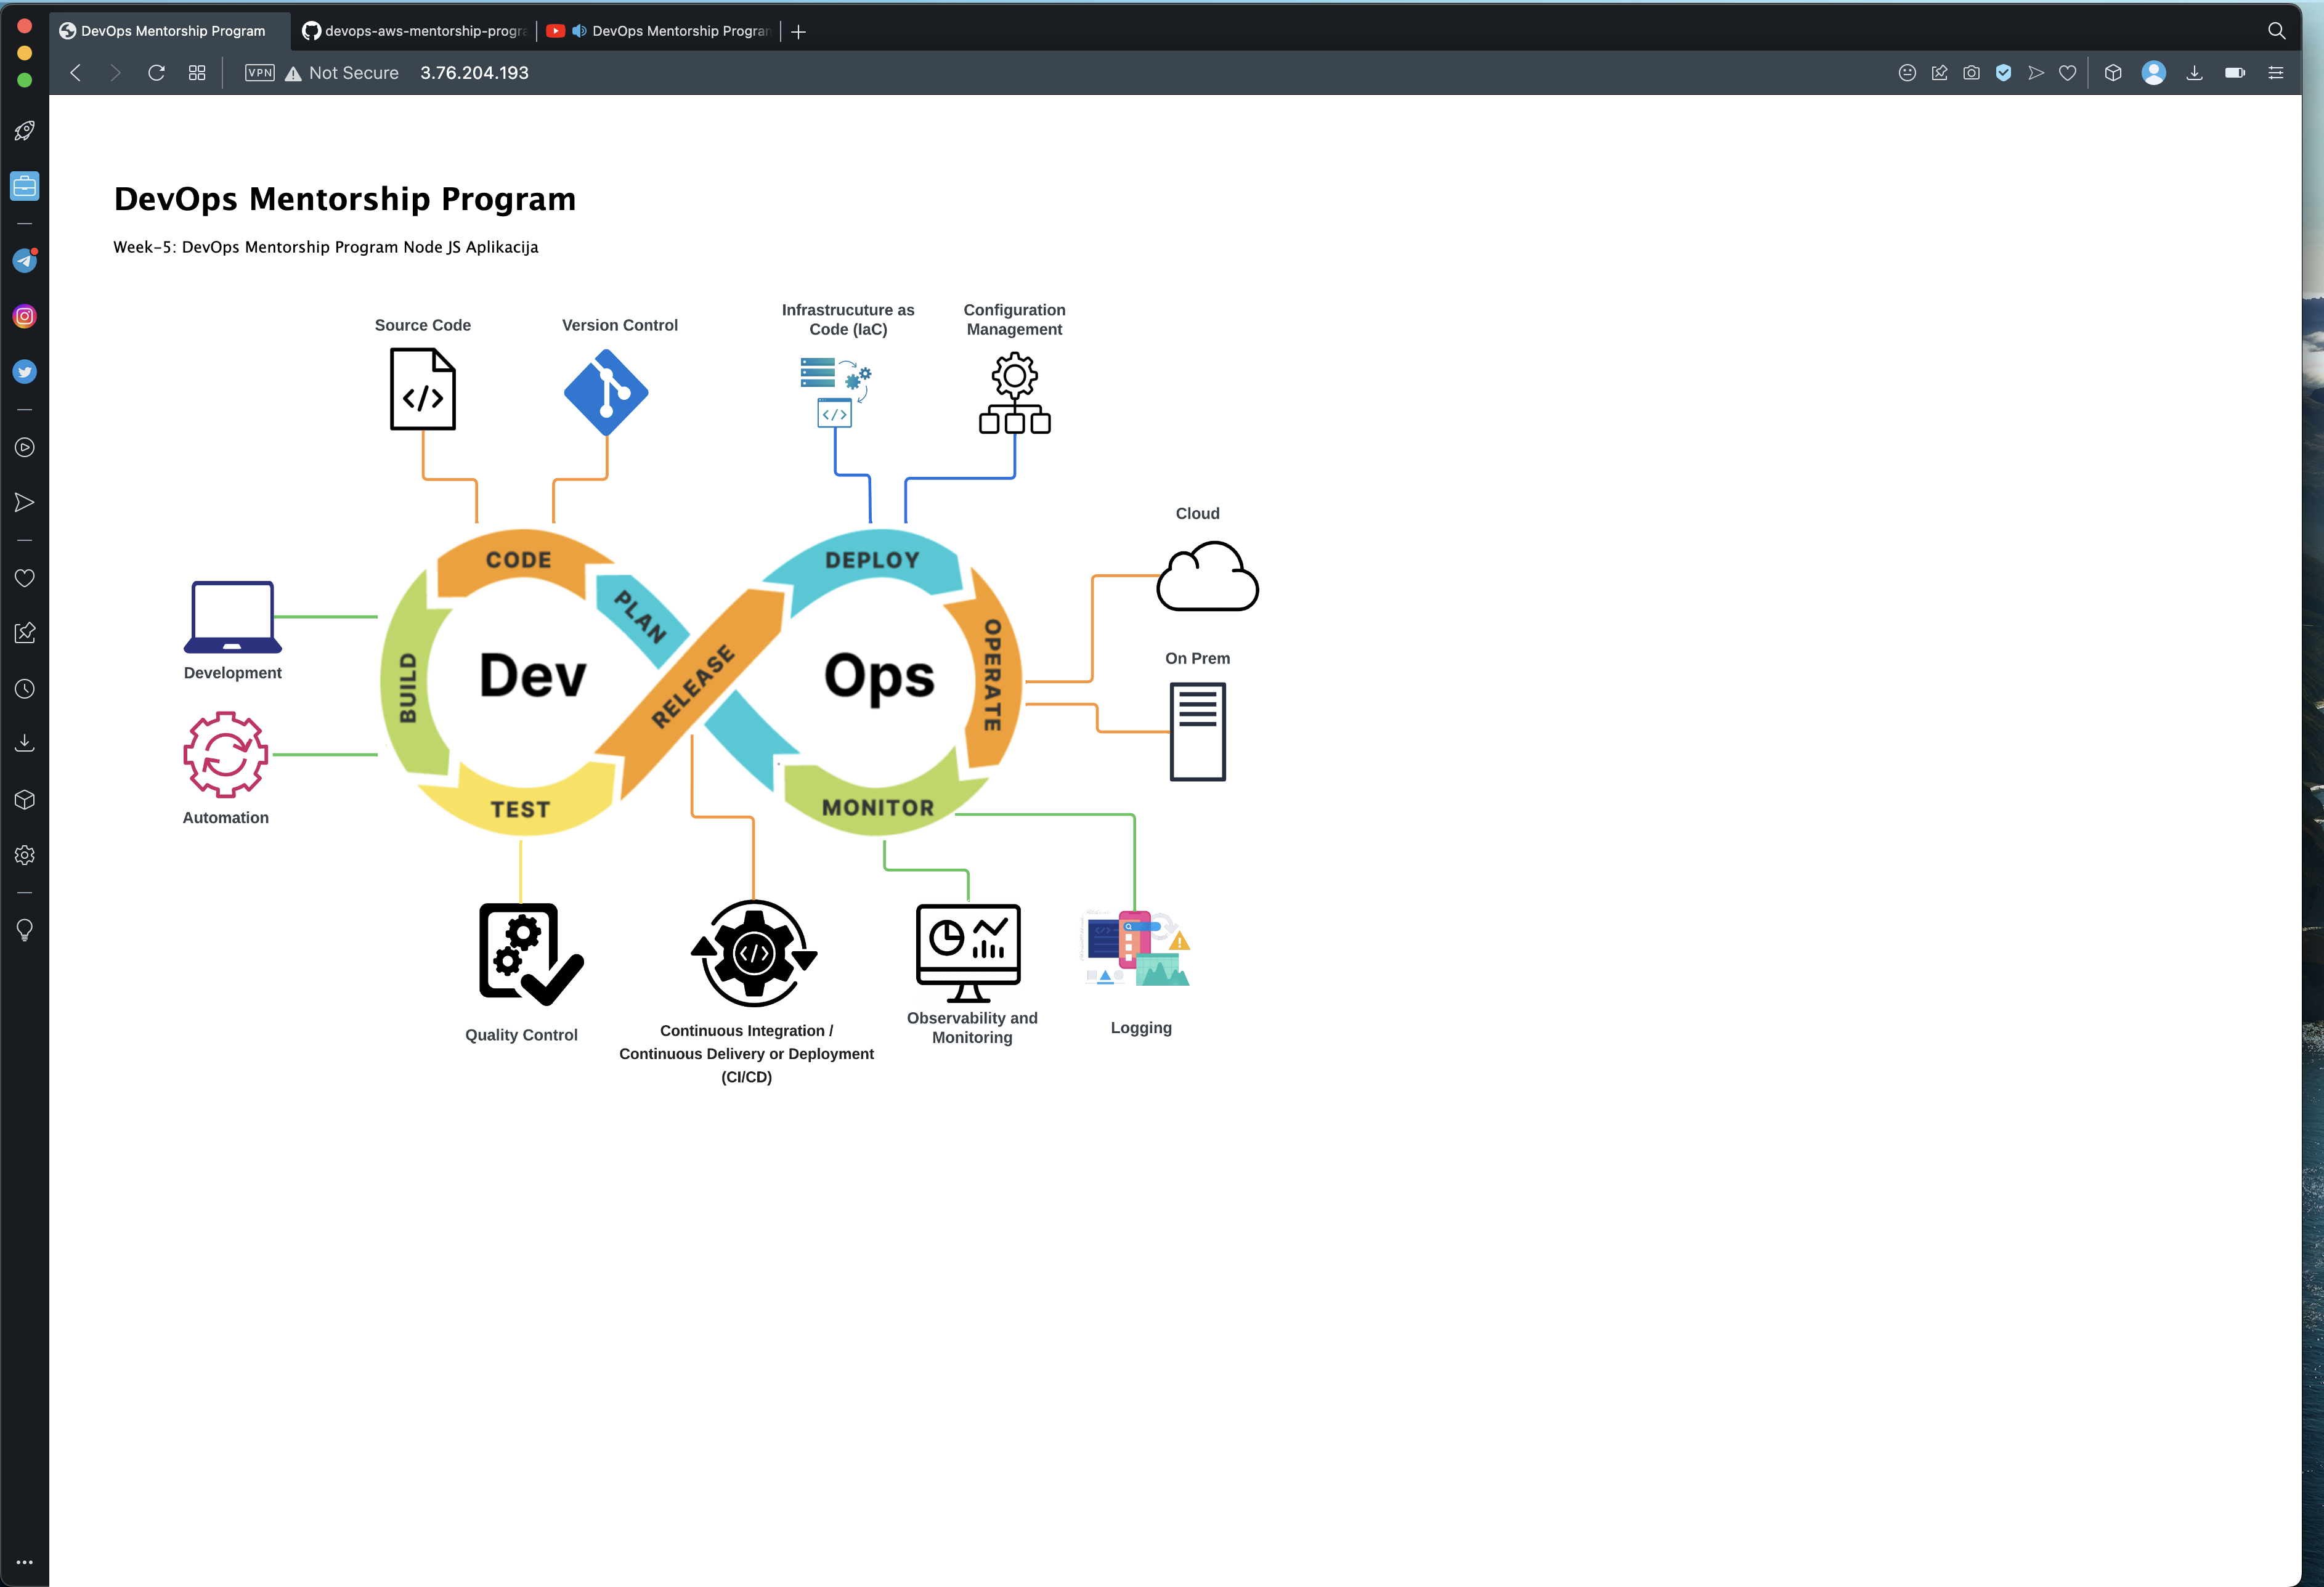 DevOps Mentorship Program
devops-aws-mentorship-progra
DevOps Mentorship Program
VPN
Not Secure
3.76.204.193
DevOps Mentorship Program
Week-5: DevOps Mentorship Program Node JS Aplikacija
Source Code
Version Control
Infrastrucuture as
Code (IaC)
Configuration
Management
</>
</>
Cloud
CODE
DEPLOY
PLAN
OPERATE
Development
BUILD
Dev
RELEASE
Ops
On Prem
Automation
TEST
MONITOR
</>
Quality Control
Continuous Integration /
Continuous Delivery or Deployment
(CI/CD)
Observability and
Monitoring
Logging